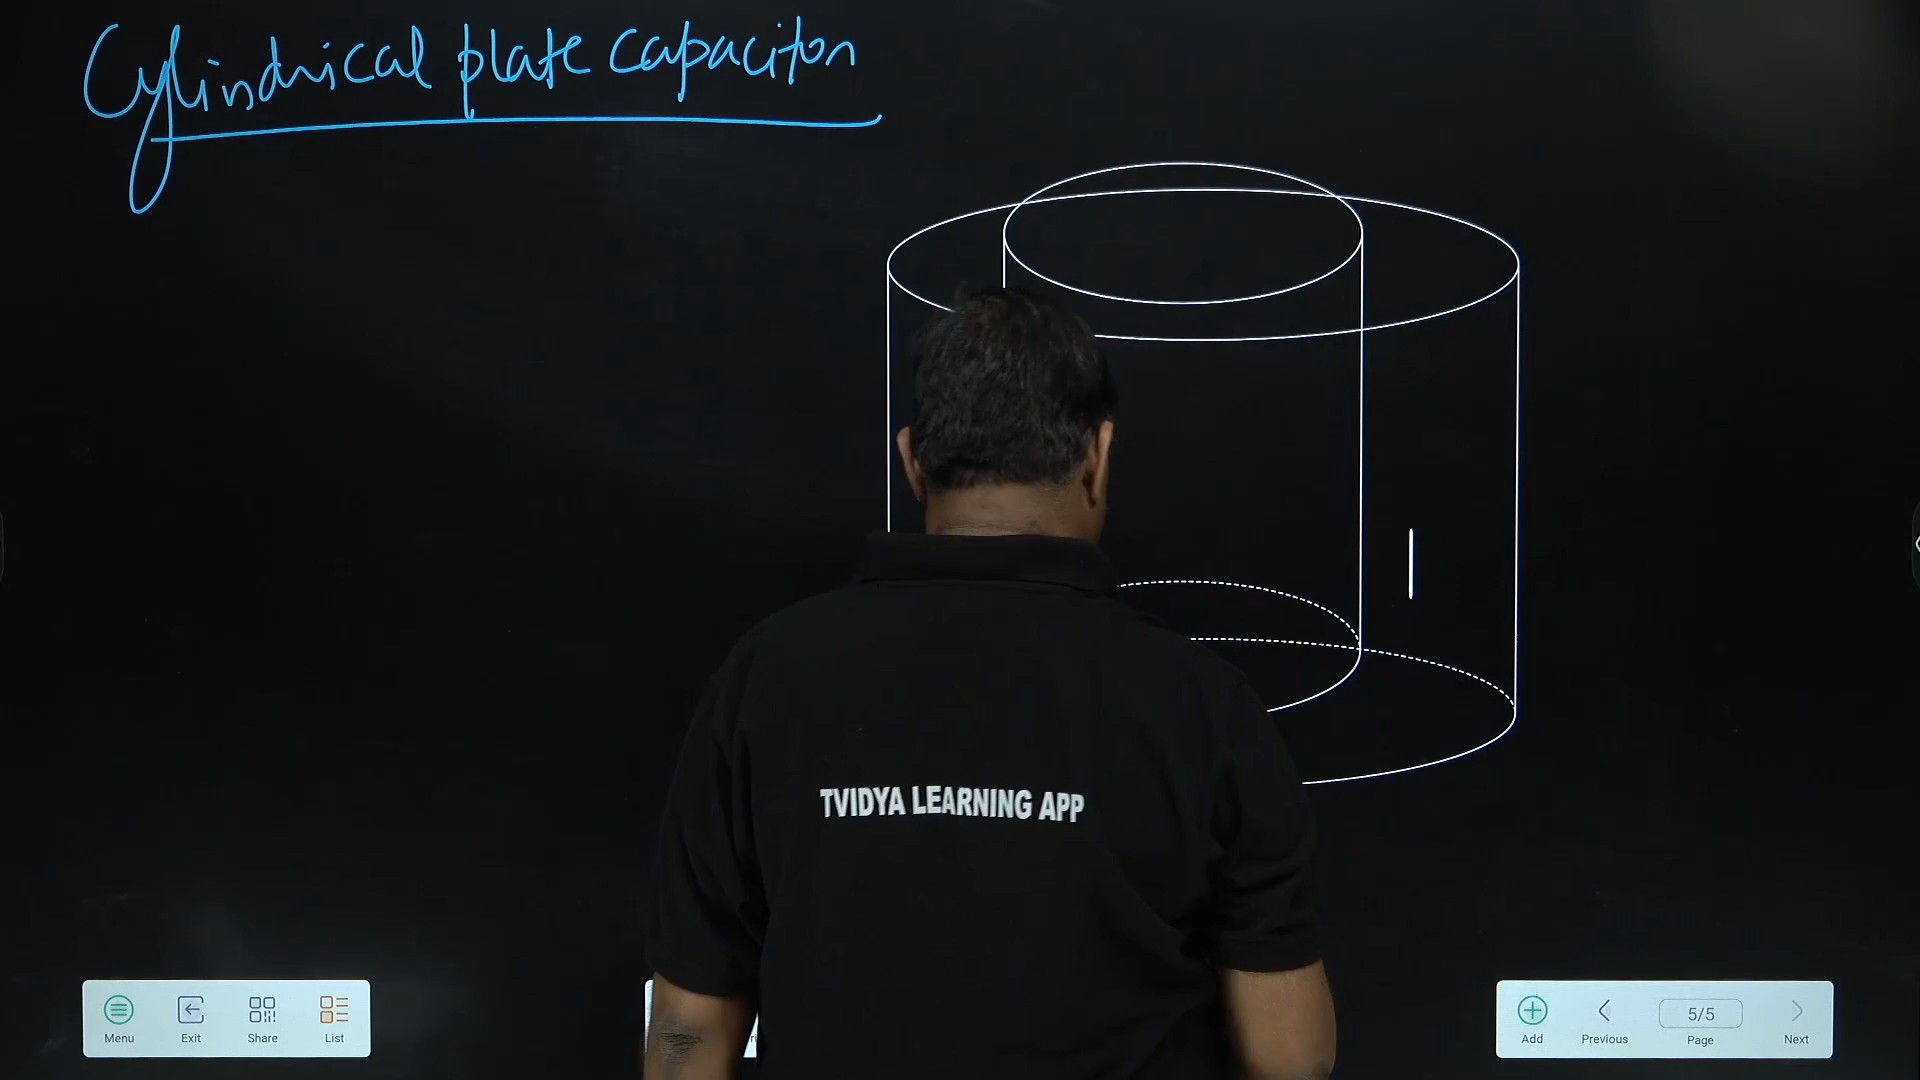 Cylindrical plate capacitor
TVIDYA LEARNING APP
Menu
Exit
Share
List
Add
Previous
5/5
Page
Next